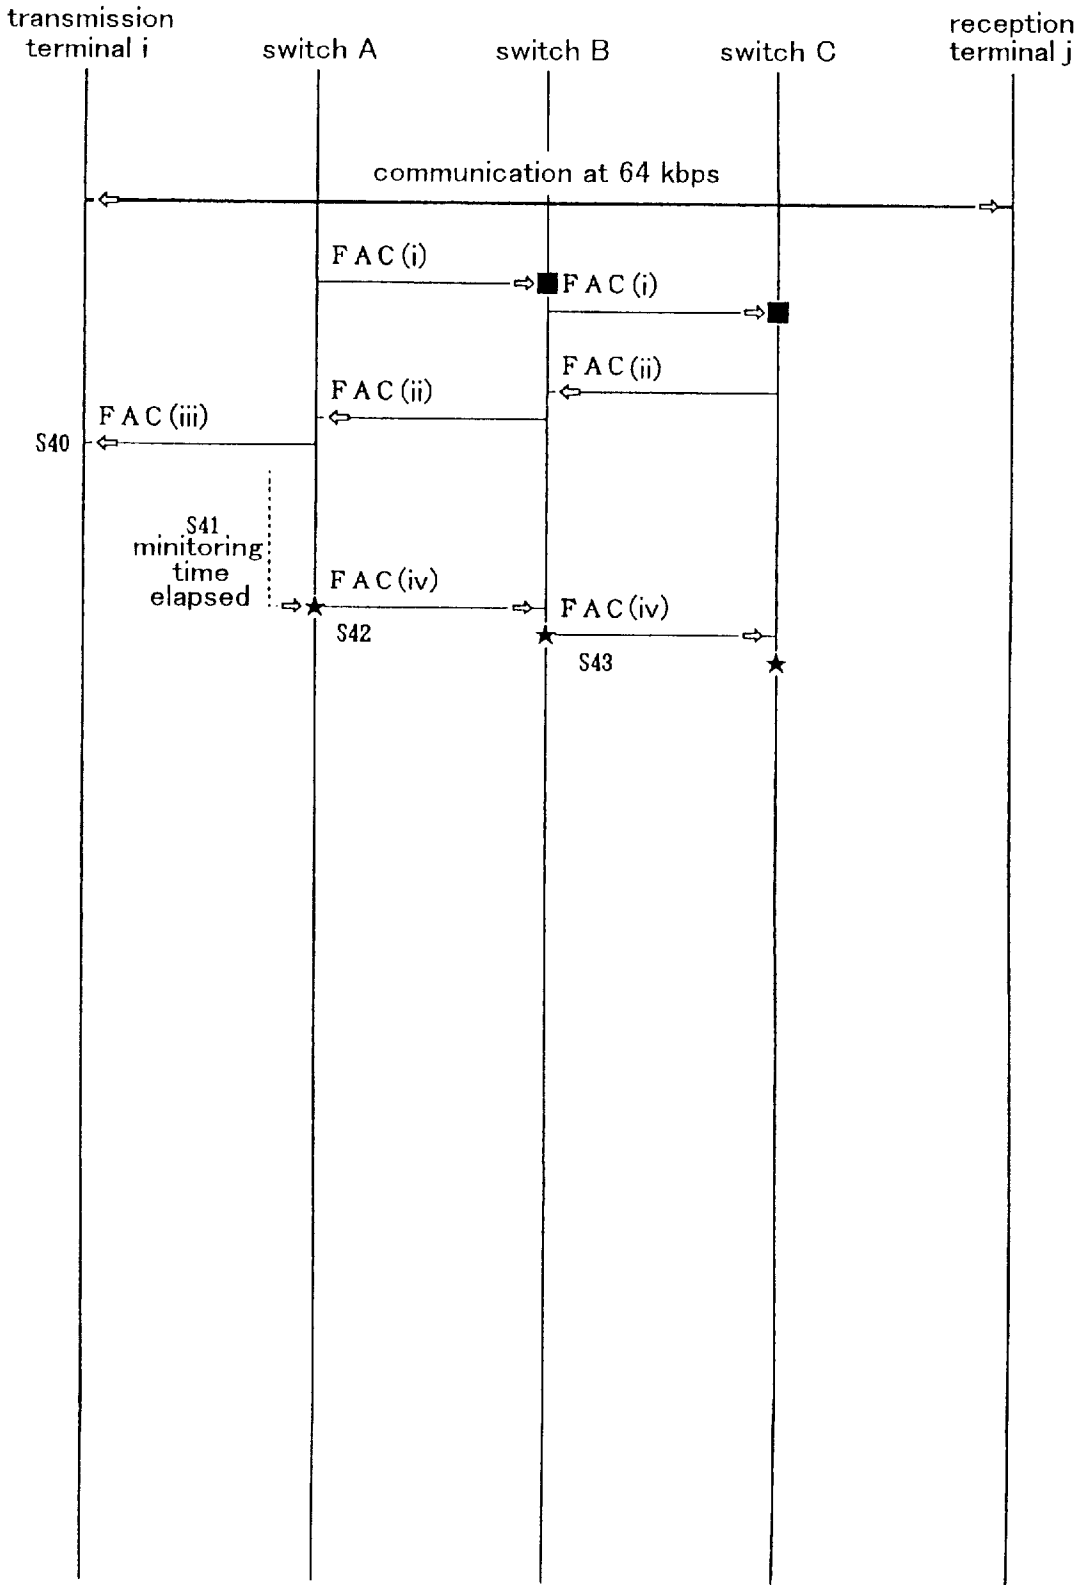 transmission
terminal i
switch A
switch B
switch C
reception
terminal j
communication at 64 kbps
FAC(i)
FAC(i)
FAC(ii)
FAC(ii)
FAC(iii)
S40
S41
minitoring
time
elapsed
FAC(iv)
FAC(iv)
S42
S43